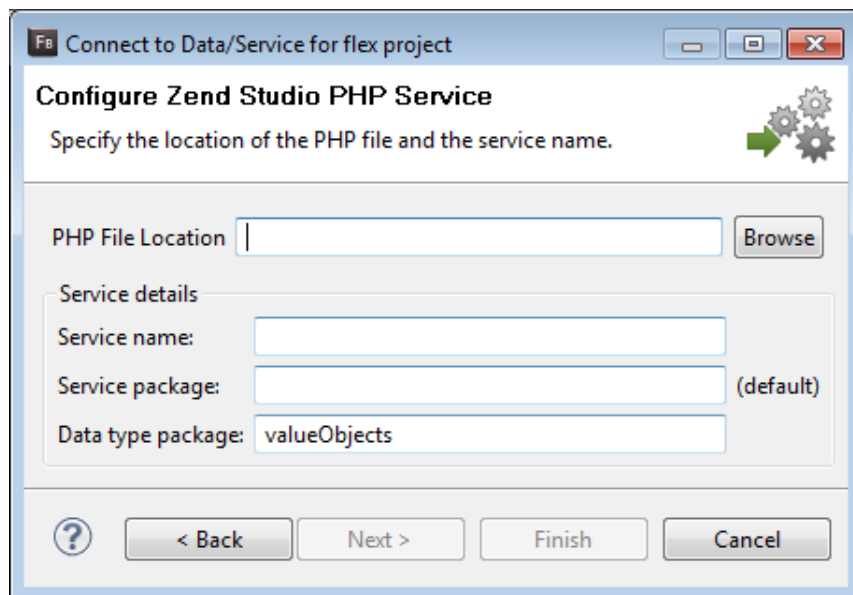 FB Connect to Data/Service for flex project
Configure Zend Studio PHP Service
Specify the location of the PHP file and the service name.
PHP File Location Browse
Service details
Service name:
Service package: (default)
Data type package: valueObjects
? < Back Next > Finish Cancel